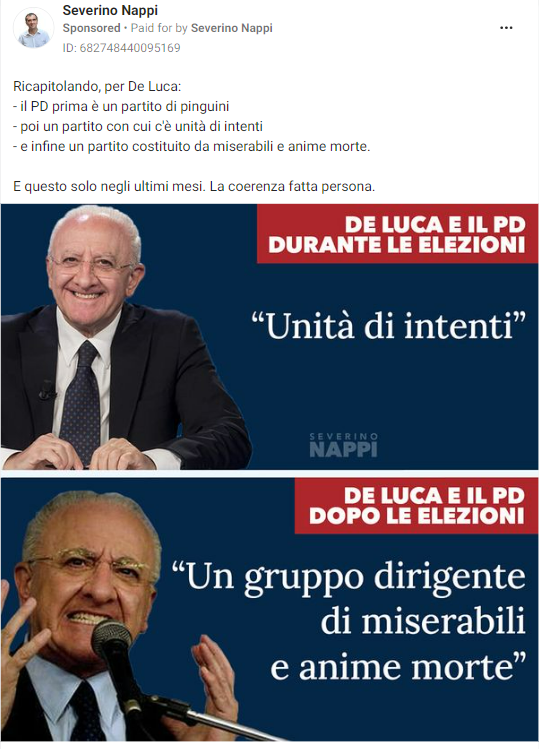 Severino Nappi
Sponsored • Paid for by Severino Nappi
ID: 682748440095169
Ricapitolando, per De Luca:
- il PD prima è un partito di pinguini
- poi un partito con cui c'è unità di intenti
- e infine un partito costituito da miserabili e anime morte.
E questo solo negli ultimi mesi. La coerenza fatta persona.
DE LUCA E IL PD
DURANTE LE ELEZIONI
“Unità di intenti”
SEVERINO
NAPPI
DE LUCA E IL PD
DOPO LE ELEZIONI
“Un gruppo dirigente
di miserabili
e anime morte”